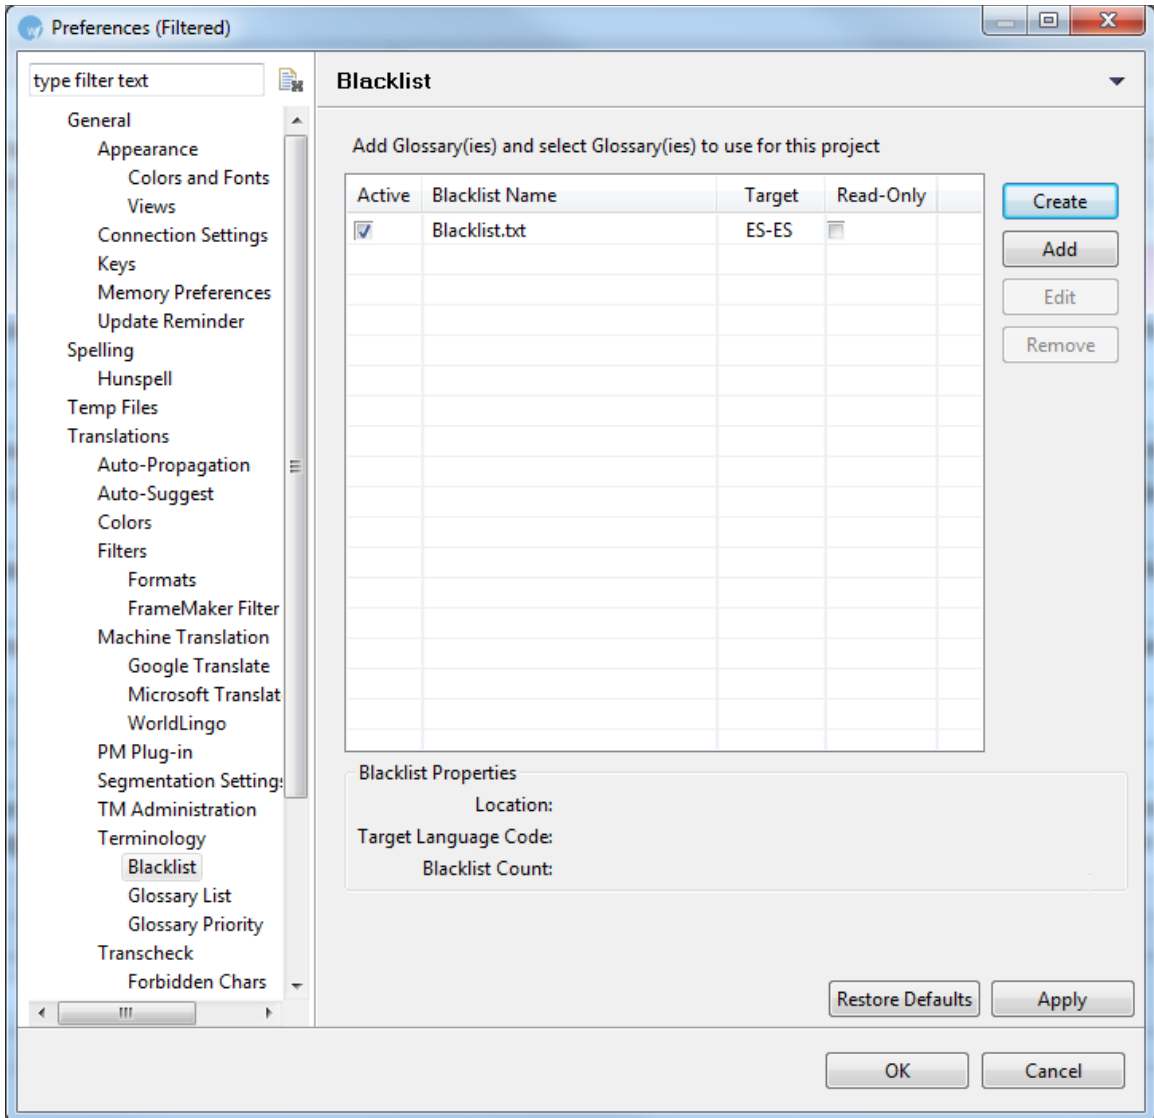 Preferences (Filtered)
type filter text
General
Appearance
Colors and Fonts
Views
Connection Settings
Keys
Memory Preferences
Update Reminder
Spelling
Hunspell
Temp Files
Translations
Auto-Propagation
Auto-Suggest
Colors
Filters
Formats
FrameMaker Filter
Machine Translation
Google Translate
Microsoft Translat
WorldLingo
PM Plug-in
Segmentation Settings
TM Administration
Terminology
Blacklist
Glossary List
Glossary Priority
Transcheck
Forbidden Chars
Blacklist
Add Glossary(ies) and select Glossary(ies) to use for this project
Active Blacklist Name Target Read-Only
Blacklist.txt ES-ES
Create
Add
Edit
Remove
Blacklist Properties
Location:
Target Language Code:
Blacklist Count:
Restore Defaults Apply
OK Cancel